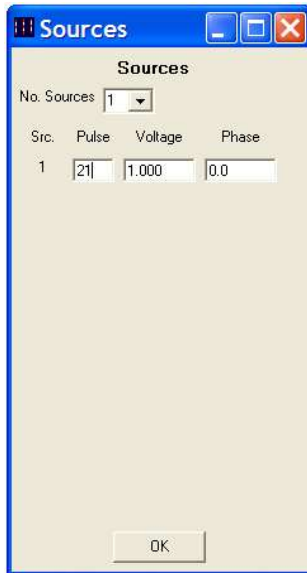 Sources
Sources
No. Sources 1
Src. Pulse Voltage Phase
1 21 1.000 0.0
OK